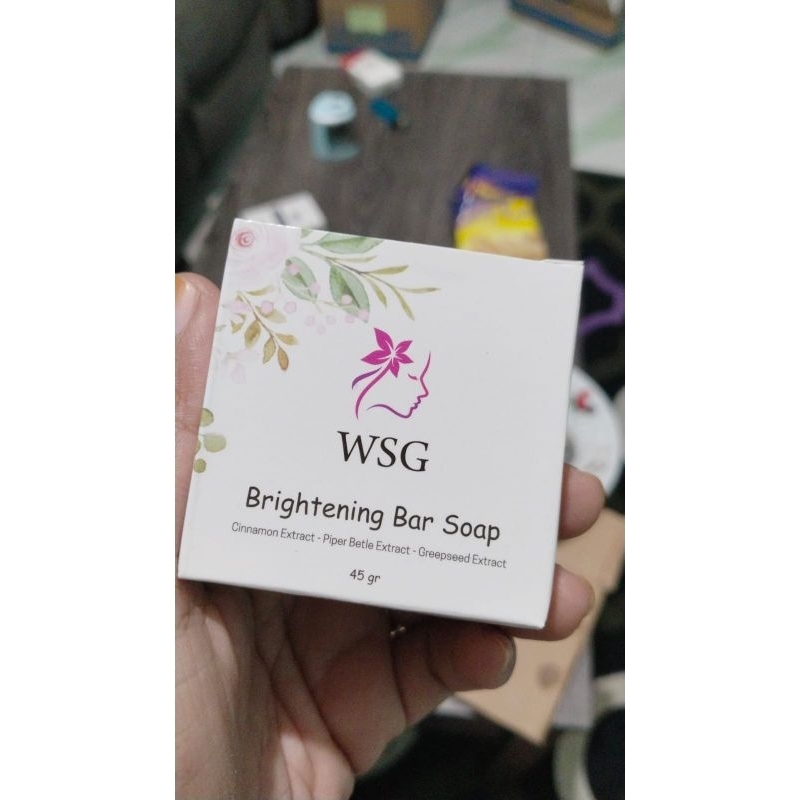 WSG
Brightening Bar Soap
Cinnamon Extract - Piper Betle Extract - Greepseed Extract
45 gr